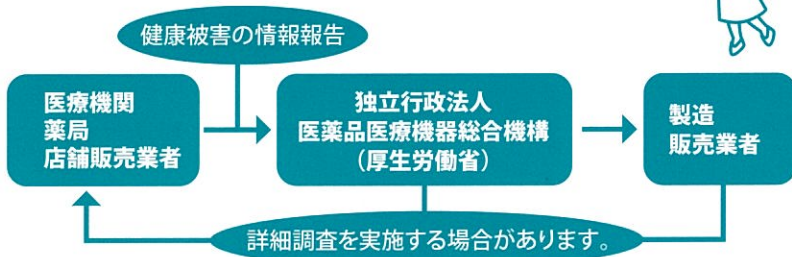 健康被害の情報報告
医療機関
薬局
店舗販売業者
独立行政法人
医薬品医療機器総合機構
（厚生労働省）
製造
販売業者
詳細調査を実施する場合があります。